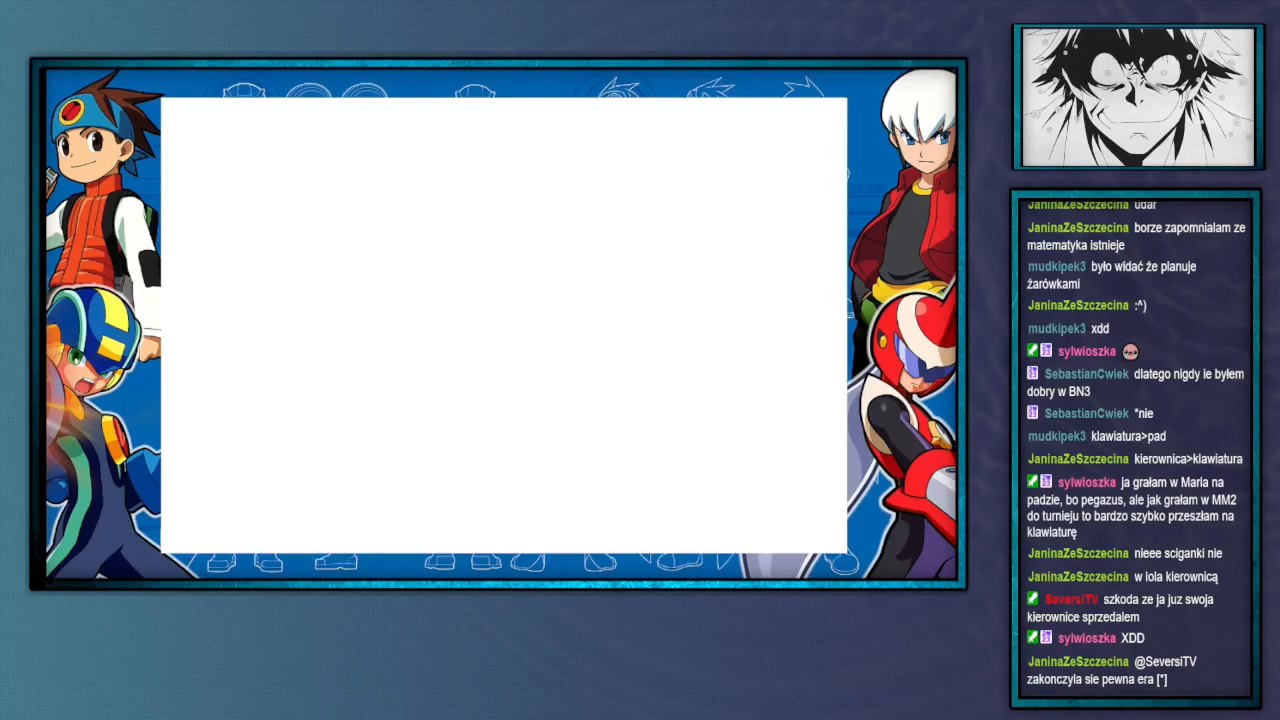 JaninaZeSzczecina udar
JaninaZeSzczecina borze zapomnialam ze
matematyka istnieje
mudkipek3 było widać że planuje
żarówkami
JaninaZeSzczecina :^)
mudkipek3 xdd
sylwioszka
SebastianCwiek dlatego nigdy ie byłem
dobry w BN3
SebastianCwiek *nie
mudkipek3 klawiatura>pad
JaninaZeSzczecina kierownica>klawiatura
sylwioszka ja grałam w Maria na
padzie, bo pegazus, ale jak grałam w MM2
do turnieju to bardzo szybko przeszłam na
klawiaturę
JaninaZeSzczecina nieee sciganki nie
JaninaZeSzczecina w lola kierownicą
SeversiTV szkoda ze ja juz swoja
kierownice sprzedalem
sylwioszka XDD
JaninaZeSzczecina @SeversiTV
zakonczyla sie pewna era [*]